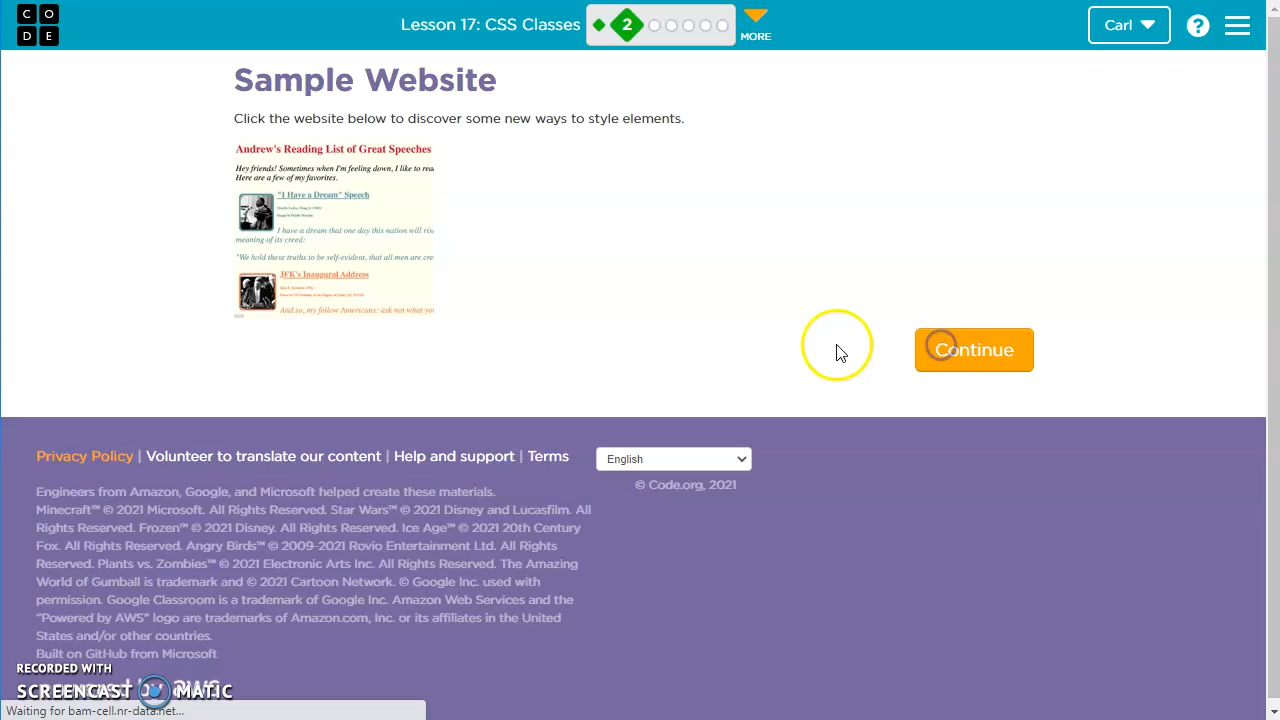 C O
D E
Lesson 17: CSS Classes
2
MORE
Carl
?
Sample Website
Click the website below to discover some new ways to style elements.
Andrew's Reading List of Great Speeches
Hey friends! Sometimes when I'm feeling down, I like to rea
Here are a few of my favorites.
"I Have a Dream" Speech
I have a dream that one day this nation will ris
meaning of its creed:
"We hold these truths to be self-evident, that all men are cre
JFK's Inaugural Address
And so, my fellow Americans: ask not what you
Continue
Privacy Policy | Volunteer to translate our content | Help and support | Terms
English
© Code.org, 2021
Engineers from Amazon, Google, and Microsoft helped create these materials.
Minecraft™ © 2021 Microsoft. All Rights Reserved. Star Wars™ © 2021 Disney and Lucasfilm. All
Rights Reserved. Frozen™ © 2021 Disney. All Rights Reserved. Ice Age™ © 2021 20th Century
Fox. All Rights Reserved. Angry Birds™ © 2009-2021 Rovio Entertainment Ltd. All Rights
Reserved. Plants vs. Zombies™ © 2021 Electronic Arts Inc. All Rights Reserved. The Amazing
World of Gumball is trademark and © 2021 Cartoon Network. © Google Inc. used with
permission. Google Classroom is a trademark of Google Inc. Amazon Web Services and the
“Powered by AWS” logo are trademarks of Amazon.com, Inc. or its affiliates in the United
States and/or other countries.
Built on GitHub from Microsoft
RECORDED WITH
SCREENCAST MATIC
Waiting for bam-cell.nr-data.net...